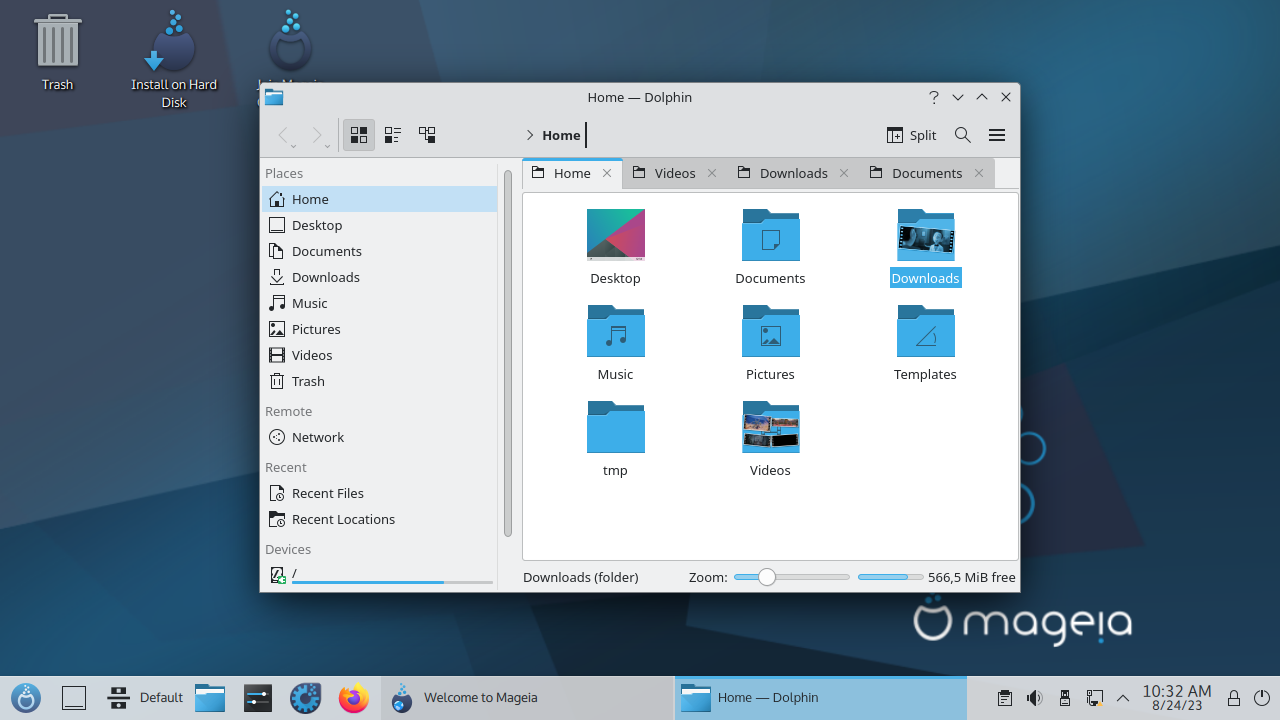 Trash
Install on Hard
Disk
Home — Dolphin
Home
Split
Places
Home
Desktop
Documents
Downloads
Music
Pictures
Videos
Trash
Remote
Network
Recent
Recent Files
Recent Locations
Devices
/
Home
Videos
Downloads
Documents
Desktop
Documents
Downloads
Music
Pictures
Templates
tmp
Videos
Downloads (folder)
Zoom:
566,5 MiB free
mageia
Default
Welcome to Mageia
Home — Dolphin
10:32 AM
8/24/23